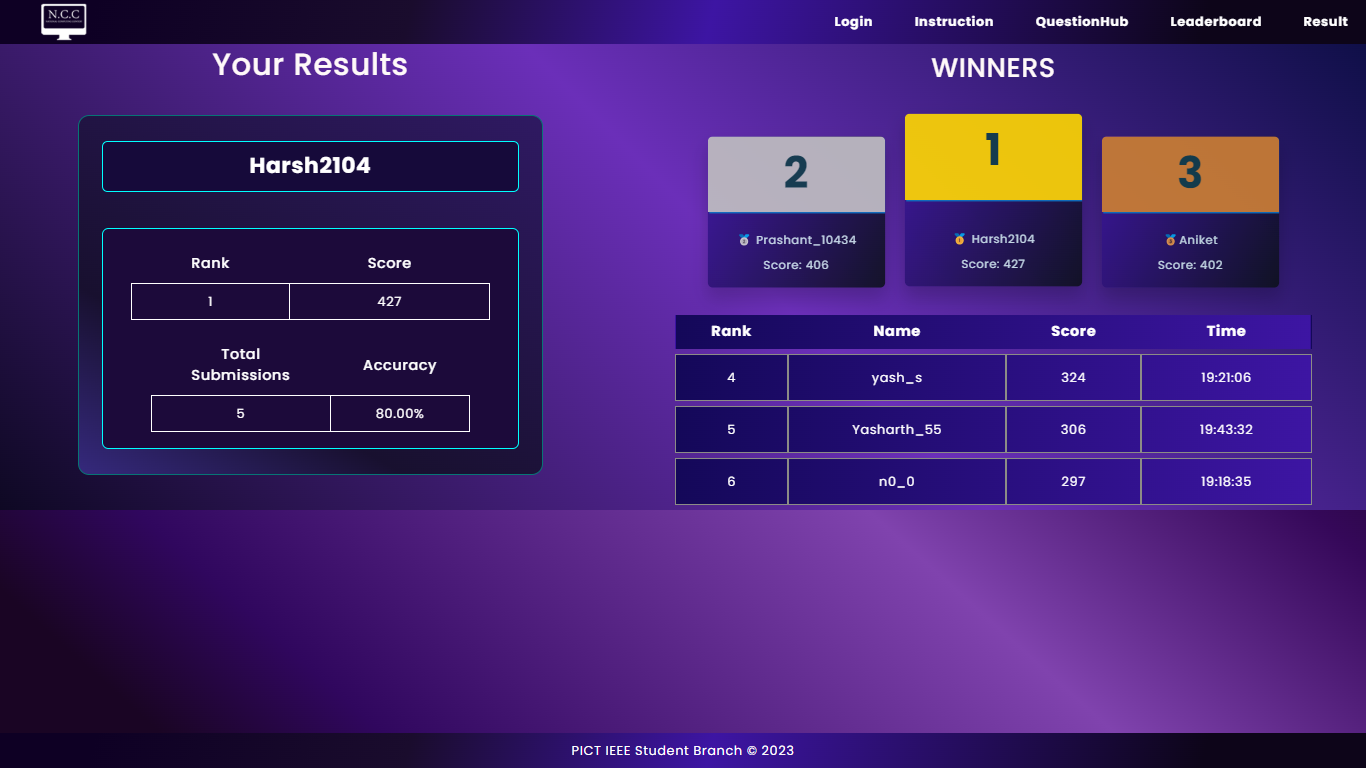 N.C.C
Login Instruction QuestionHub Leaderboard Result
Your Results
Harsh2104
Rank Score
1 427
Total
Submissions
Accuracy
5 80.00%
WINNERS
2
Prashant_10434
Score: 406
1
Harsh2104
Score: 427
3
Aniket
Score: 402
Rank Name Score Time
4 yash_s 324 19:21:06
5 Yasharth_55 306 19:43:32
6 n0_0 297 19:18:35
PICT IEEE Student Branch © 2023